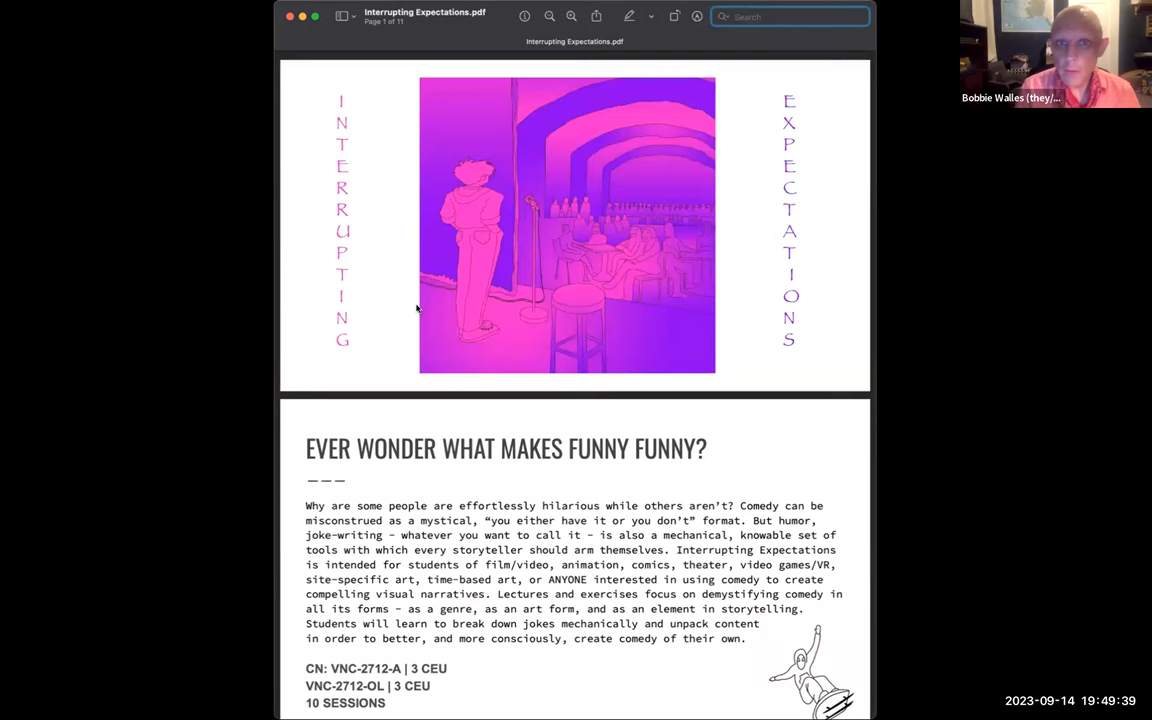 Interrupting Expectations.pdf
Page 1 of 11
Search
Interrupting Expectations.pdf
Bobbie Walles (they/...
INTERRUPTING
EXPECTATIONS
EVER WONDER WHAT MAKES FUNNY FUNNY?
———
Why are some people are effortlessly hilarious while others aren’t? Comedy can be
misconstrued as a mystical, “you either have it or you don’t” format. But humor,
joke-writing - whatever you want to call it - is also a mechanical, knowable set of
tools with which every storyteller should arm themselves. Interrupting Expectations
is intended for students of film/video, animation, comics, theater, video games/VR,
site-specific art, time-based art, or ANYONE interested in using comedy to create
compelling visual narratives. Lectures and exercises focus on demystifying comedy in
all its forms - as a genre, as an art form, and as an element in storytelling.
Students will learn to break down jokes mechanically and unpack content
in order to better, and more consciously, create comedy of their own.
CN: VNC-2712-A | 3 CEU
VNC-2712-OL | 3 CEU
10 SESSIONS
2023-09-14 19:49:39